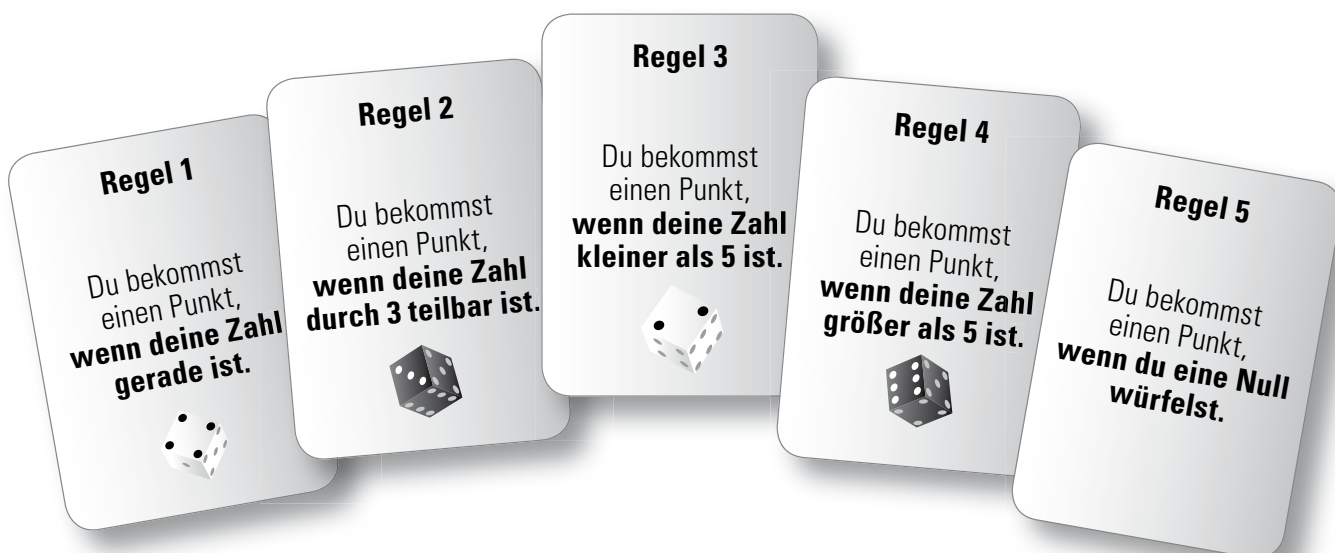 Regel 1
Du bekommst
einen Punkt,
wenn deine Zahl
gerade ist.
Regel 2
Du bekommst
einen Punkt,
wenn deine Zahl
durch 3 teilbar ist.
Regel 3
Du bekommst
einen Punkt,
wenn deine Zahl
kleiner als 5 ist.
Regel 4
Du bekommst
einen Punkt,
wenn deine Zahl
größer als 5 ist.
Regel 5
Du bekommst
einen Punkt,
wenn du eine Null
würfelst.